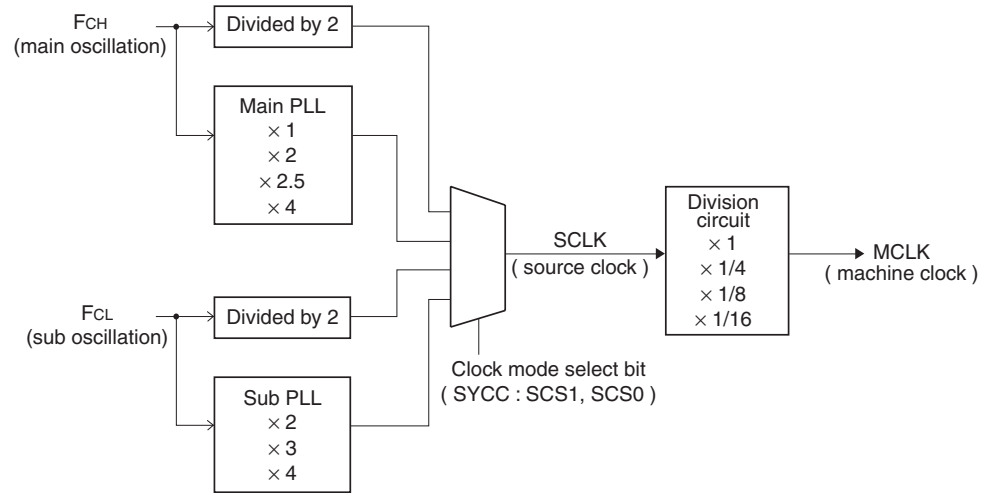 FCH
(main oscillation)
Divided by 2
Main PLL
× 1
× 2
× 2.5
× 4
FCL
(sub oscillation)
Divided by 2
Sub PLL
× 2
× 3
× 4
Clock mode select bit
( SYCC : SCS1, SCS0 )
SCLK
( source clock )
Division
circuit
× 1
× 1/4
× 1/8
× 1/16
MCLK
( machine clock )